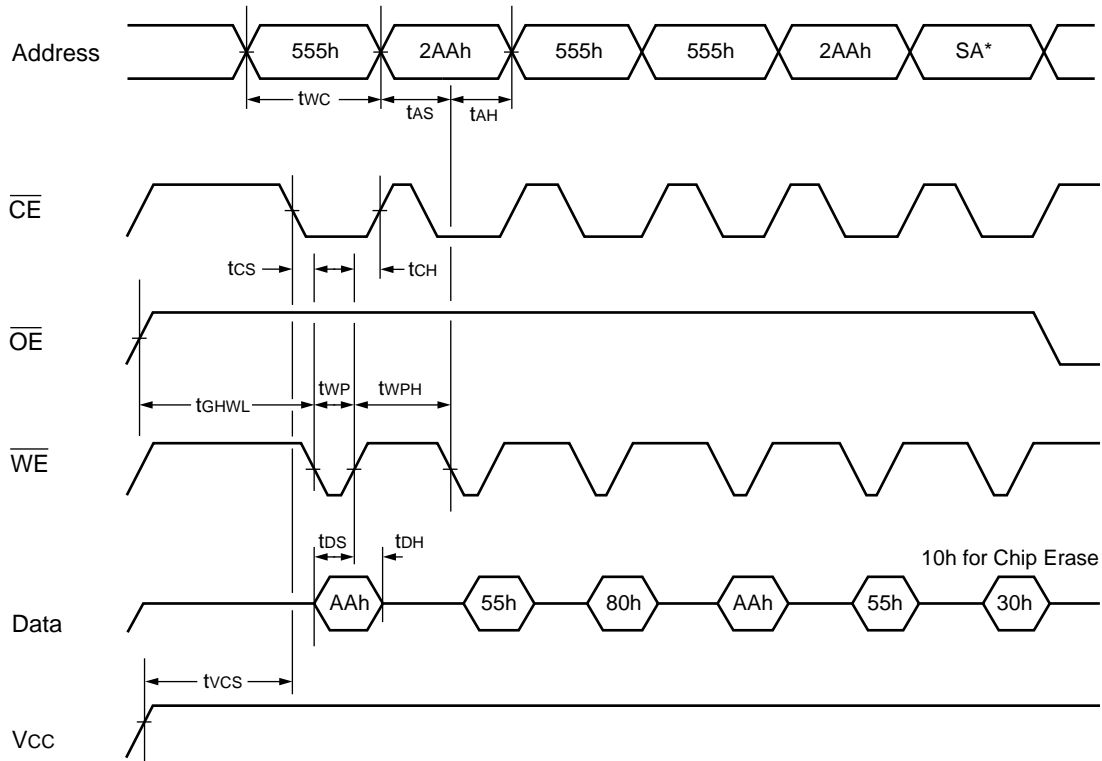 Address 555h 2AAh 555h 555h 2AAh SA*
tWC tAS tAH
CE
tCS tCH
OE
tGHWL tWP tWPH
WE
tDS tDH
10h for Chip Erase
Data AAh 55h 80h AAh 55h 30h
tVCS
VCC